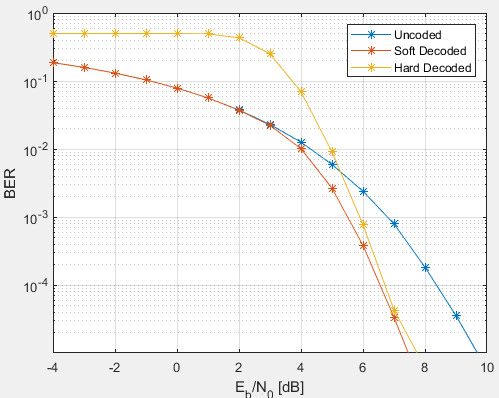 10^0
10^-1
10^-2
10^-3
10^-4
BER
Uncoded
Soft Decoded
Hard Decoded
-4 -2 0 2 4 6 8 10
E_b/N_0 [dB]